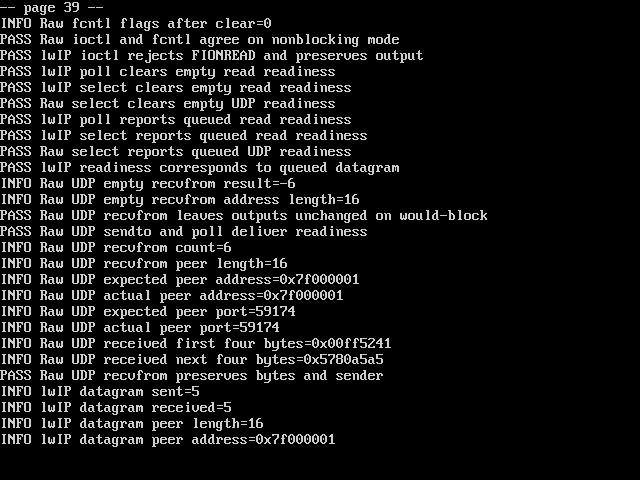 -- page 39 --
INFO Raw fcntl flags after clear=0
PASS Raw ioctl and fcntl agree on nonblocking mode
PASS lwIP ioctl rejects FIONREAD and preserves output
PASS lwIP poll clears empty read readiness
PASS lwIP select clears empty read readiness
PASS Raw select clears empty UDP readiness
PASS lwIP poll reports queued read readiness
PASS lwIP select reports queued read readiness
PASS Raw select reports queued UDP readiness
PASS lwIP readiness corresponds to queued datagram
INFO Raw UDP empty recvfrom result=-6
INFO Raw UDP empty recvfrom address length=16
PASS Raw UDP recvfrom leaves outputs unchanged on would-block
PASS Raw UDP sendto and poll deliver readiness
INFO Raw UDP recvfrom count=6
INFO Raw UDP recvfrom peer length=16
INFO Raw UDP expected peer address=0x7f000001
INFO Raw UDP actual peer address=0x7f000001
INFO Raw UDP expected peer port=59174
INFO Raw UDP actual peer port=59174
INFO Raw UDP received first four bytes=0x00ff5241
INFO Raw UDP received next four bytes=0x5780a5a5
PASS Raw UDP recvfrom preserves bytes and sender
INFO lwIP datagram sent=5
INFO lwIP datagram received=5
INFO lwIP datagram peer length=16
INFO lwIP datagram peer address=0x7f000001